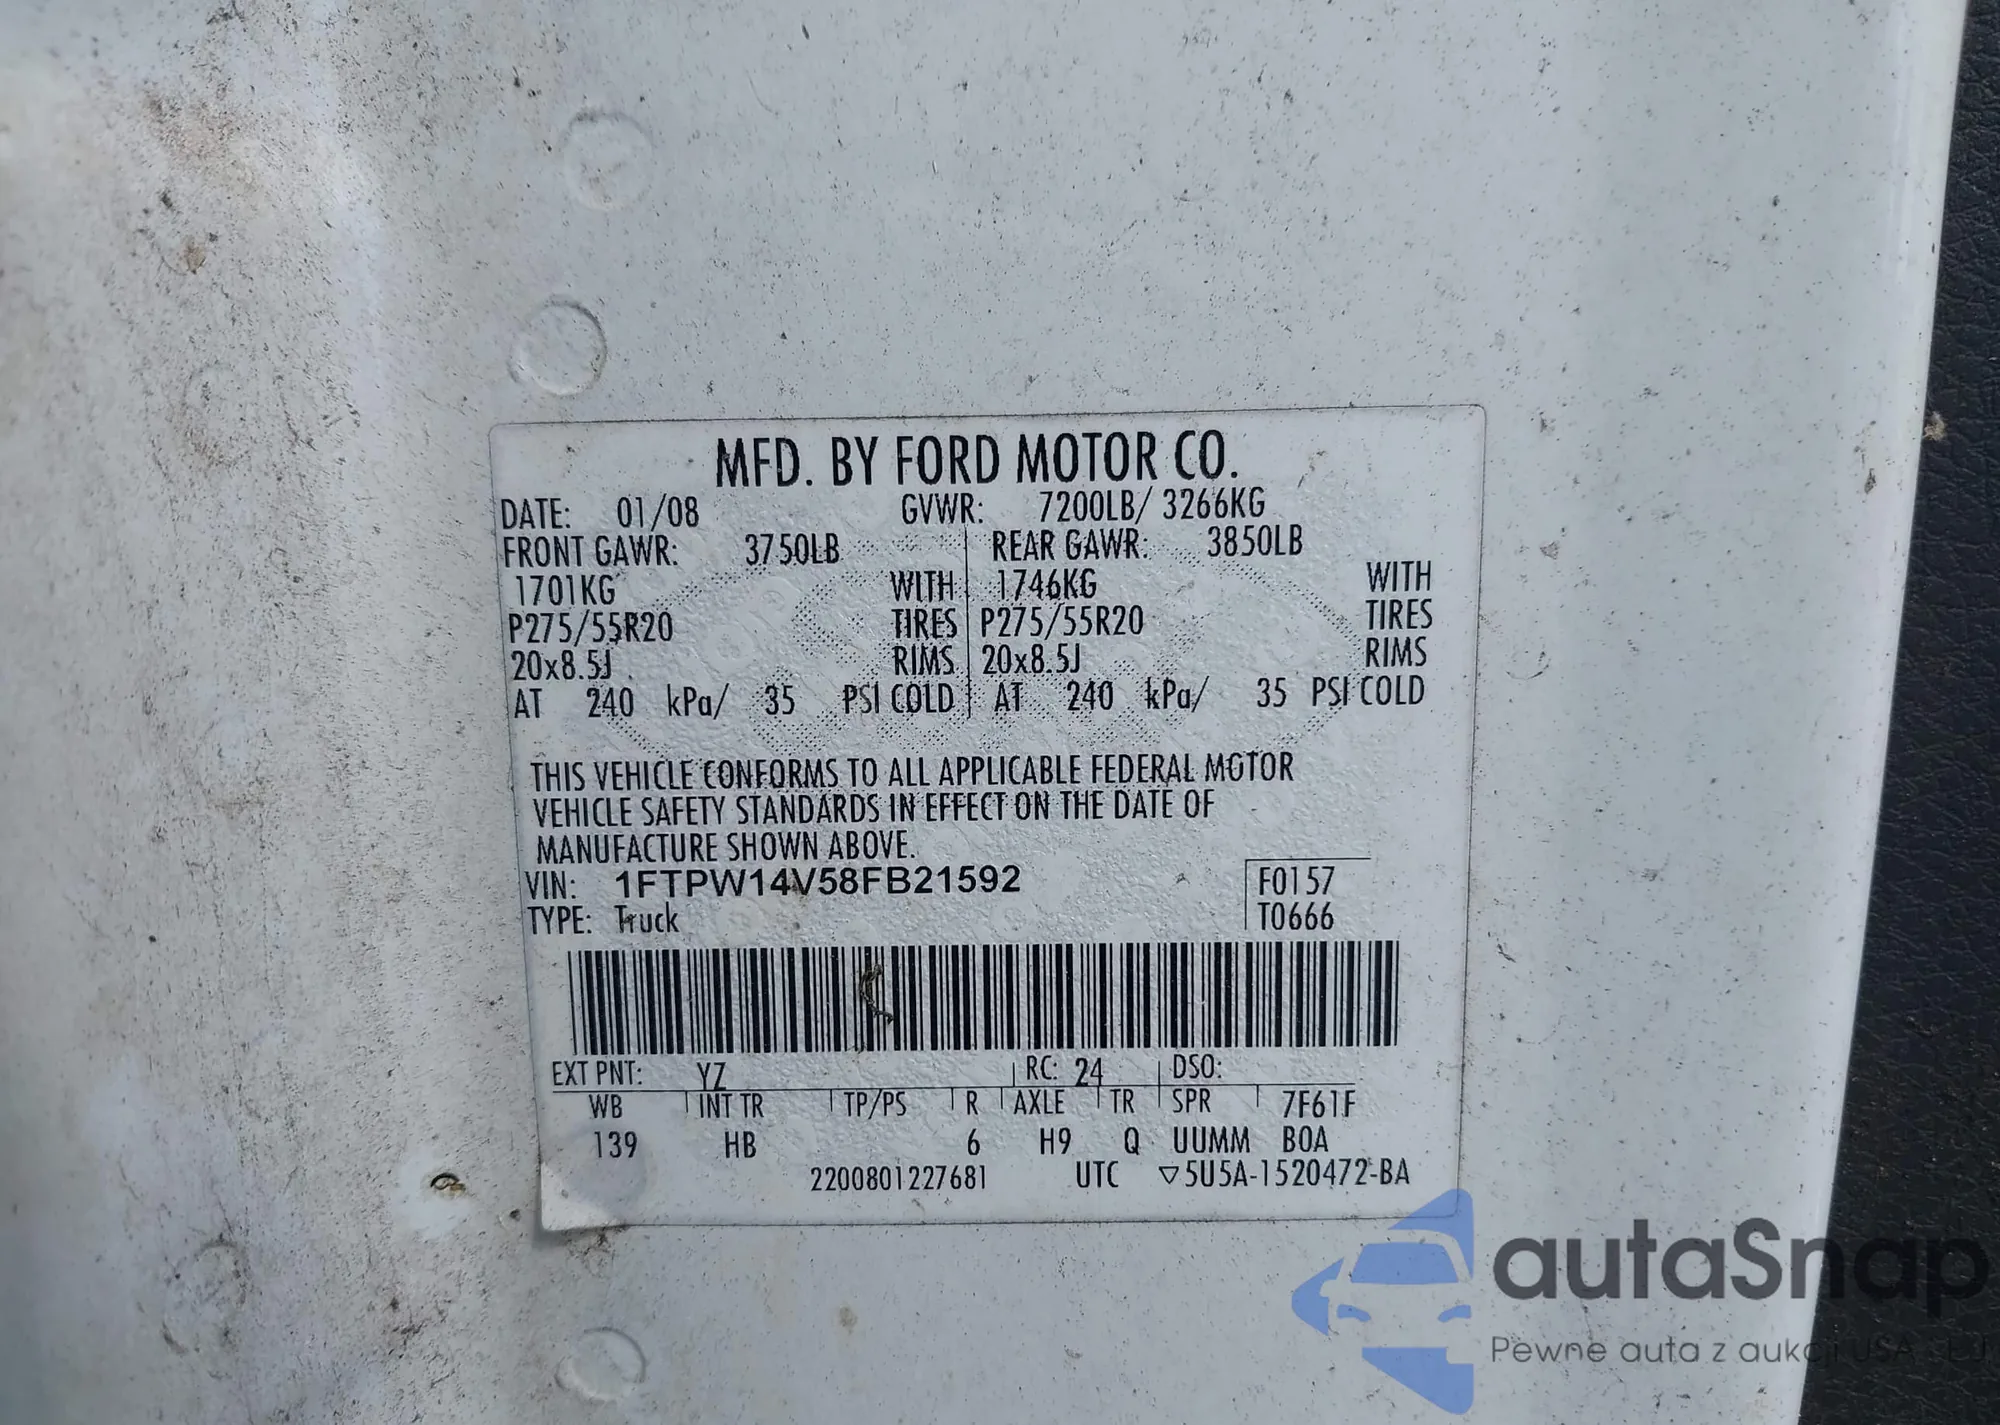 MFD. BY FORD MOTOR CO.
DATE: 01/08 GVWR: 7200LB/ 3266KG
FRONT GAWR: 3750LB REAR GAWR: 3850LB
1701KG WITH 1746KG WITH
P275/55R20 TIRES P275/55R20 TIRES
20x8.5J RIMS 20x8.5J RIMS
AT 240 kPa/ 35 PSI COLD AT 240 kPa/ 35 PSI COLD
THIS VEHICLE CONFORMS TO ALL APPLICABLE FEDERAL MOTOR
VEHICLE SAFETY STANDARDS IN EFFECT ON THE DATE OF
MANUFACTURE SHOWN ABOVE.
VIN: 1FTPW14V58FB21592 F0157
TYPE: Truck T0666
EXT PNT: YZ RC: 24 DSO:
WB INT TR TP/PS R AXLE TR SPR 7F61F
139 HB 6 H9 Q UUMM BOA
2200801227681 UTC ▽5U5A-1520472-BA
autaSnap
Pewne auta z aukcji USA i EU